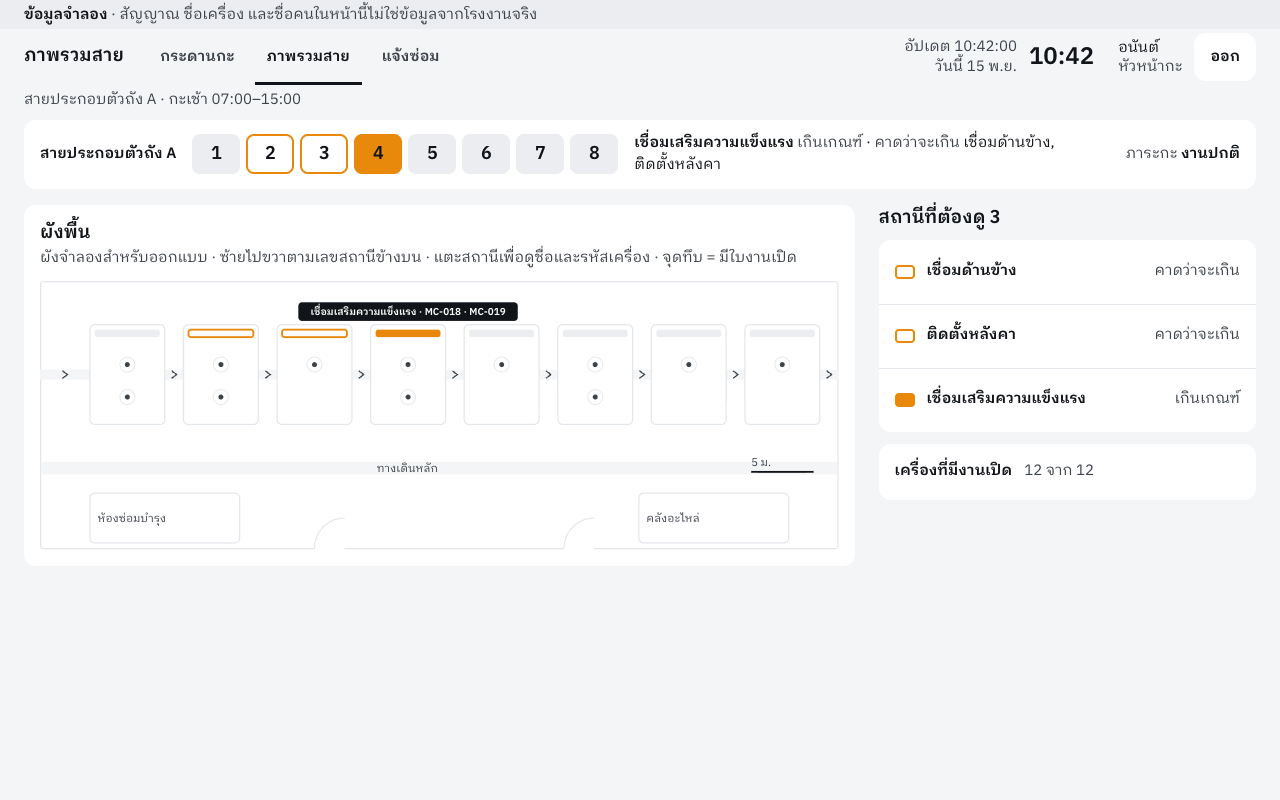 ข้อมูลจำลอง · สัญญาณ ชื่อเครื่อง และชื่อคนในหน้านี้ไม่ใช่ข้อมูลจากโรงงานจริง
ภาพรวมสาย
กระดานกะ
ภาพรวมสาย
แจ้งซ่อม
อัปเดต 10:42:00
วันนี้ 15 พ.ย.
10:42
อนันต์
หัวหน้ากะ
ออก
สายประกอบตัวถัง A · กะเช้า 07:00–15:00
สายประกอบตัวถัง A
1 2 3 4 5 6 7 8
เชื่อมเสริมความแข็งแรง เกินเกณฑ์ · คาดว่าจะเกิน เชื่อมด้านข้าง,
ติดตั้งหลังคา
ภาระกะ งานปกติ
ผังพื้น
ผังจำลองสำหรับออกแบบ · ซ้ายไปขวาตามเลขสถานีข้างบน · แตะสถานีเพื่อดูชื่อและรหัสเครื่อง · จุดทึบ = มีใบงานเปิด
เชื่อมเสริมความแข็งแรง · MC-018 · MC-019
ทางเดินหลัก
5 ม.
ห้องซ่อมบำรุง
คลังอะไหล่
สถานีที่ต้องดู 3
เชื่อมด้านข้าง คาดว่าจะเกิน
ติดตั้งหลังคา คาดว่าจะเกิน
เชื่อมเสริมความแข็งแรง เกินเกณฑ์
เครื่องที่มีงานเปิด 12 จาก 12